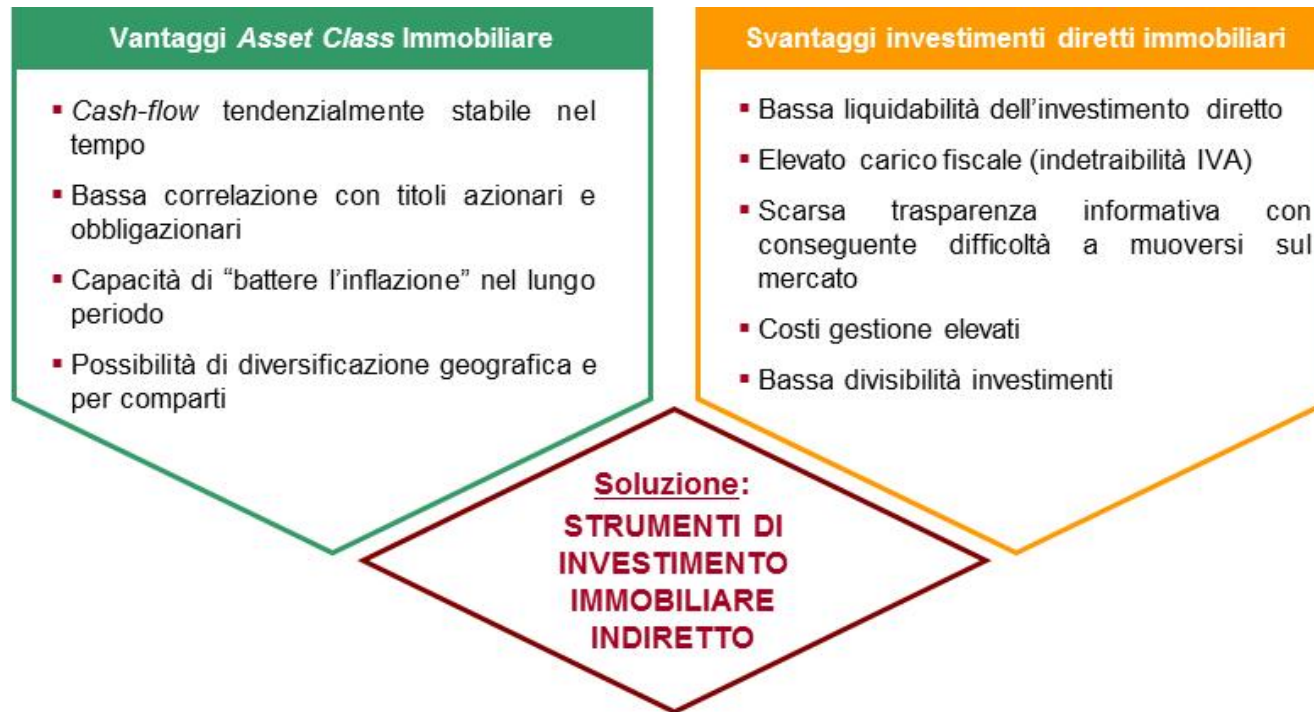 Vantaggi Asset Class Immobiliare
▪ Cash-flow tendenzialmente stabile nel
tempo
▪ Bassa correlazione con titoli azionari e
obbligazionari
▪ Capacità di “battere l’inflazione” nel lungo
periodo
▪ Possibilità di diversificazione geografica e
per comparti
Svantaggi investimenti diretti immobiliari
▪ Bassa liquidabilità dell’investimento diretto
▪ Elevato carico fiscale (indetraibilità IVA)
▪ Scarsa trasparenza informativa con
conseguente difficoltà a muoversi sul
mercato
▪ Costi gestione elevati
▪ Bassa divisibilità investimenti
Soluzione:
STRUMENTI DI
INVESTIMENTO
IMMOBILIARE
INDIRETTO